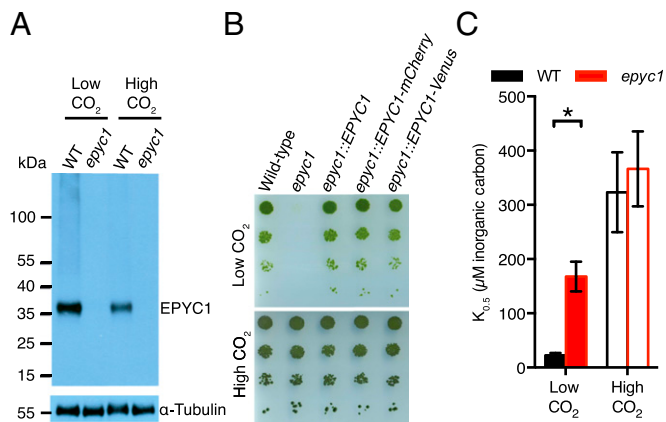 A
Low CO2
High CO2
WT
epyc1
WT
epyc1
kDa
100
55
40
35
25
15
55
EPYC1
α-Tubulin
B
Wild-type
epyc1
epyc1::EPYC1
epyc1::EPYC1-mCherry
epyc1::EPYC1-Venus
Low CO2
High CO2
C
WT
epyc1
K0.5 (µM inorganic carbon)
500
400
300
200
100
0
*
Low CO2
High CO2